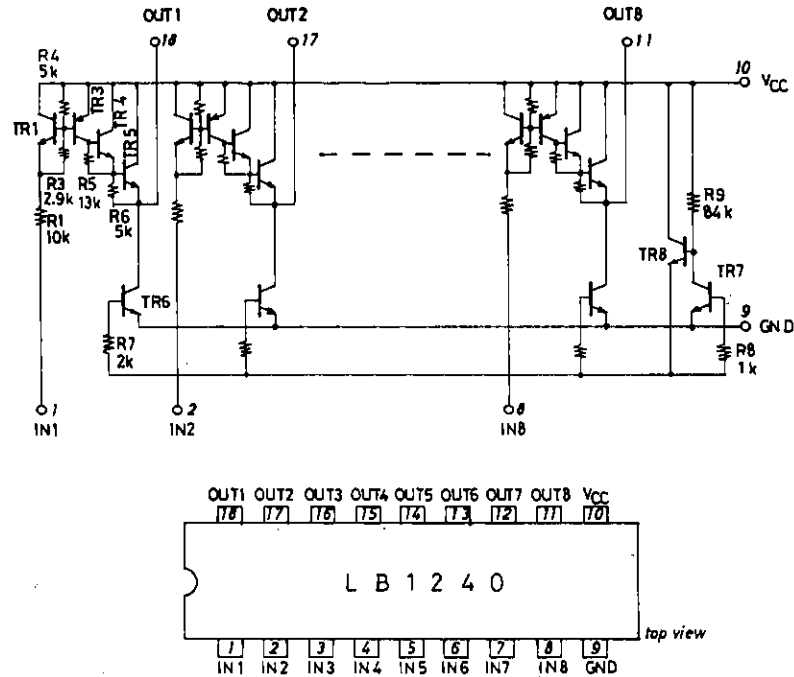 OUT1 OUT2 OUT8
18 17 11
R4
5k
10 VCC
TR3
TR4
TR5
TR1
R3
2.9k
R5
13k
R6
5k
R1
10k
R9
84k
TR8
TR7
TR6
9
GND
R7
2k
R8
1k
1 2 8
IN1 IN2 IN8
OUT1 OUT2 OUT3 OUT4 OUT5 OUT6 OUT7 OUT8 VCC
18 17 16 15 14 13 12 11 10
LB1240
top view
1 2 3 4 5 6 7 8 9
IN1 IN2 IN3 IN4 IN5 IN6 IN7 IN8 GND